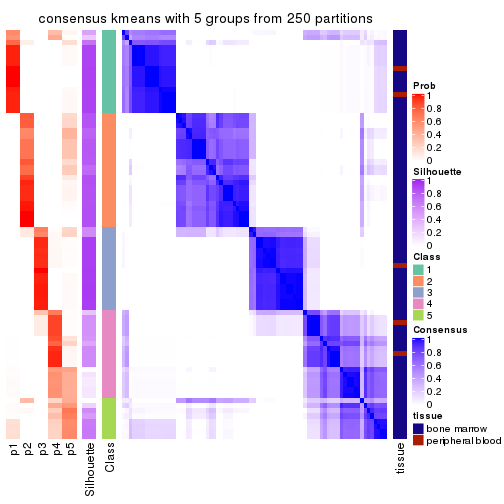 consensus kmeans with 5 groups from 250 partitions
Prob
1
0.8
0.6
0.4
0.2
0
Silhouette
1
0.8
0.6
0.4
0.2
0
Class
1
2
3
4
5
Consensus
1
0.8
0.6
0.4
0.2
0
tissue
bone marrow
peripheral blood
p1
p2
p3
p4
p5
Silhouette
Class
tissue